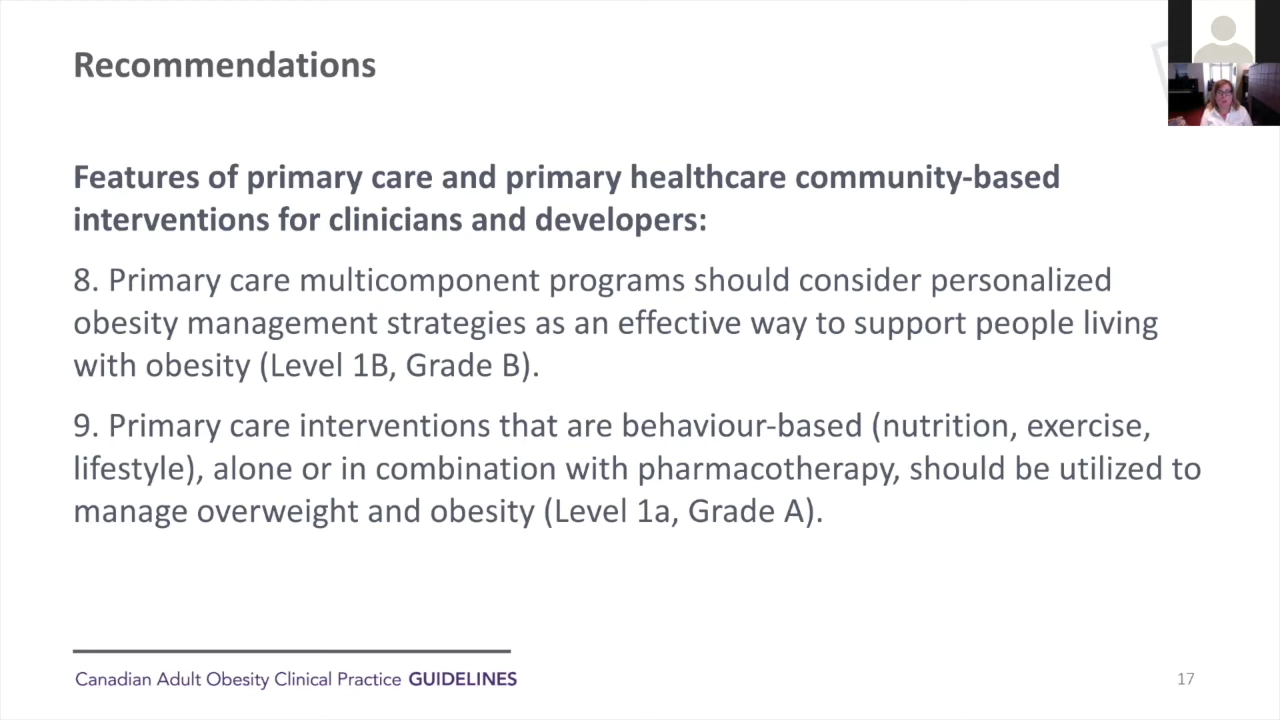 Recommendations
Features of primary care and primary healthcare community-based
interventions for clinicians and developers:
8. Primary care multicomponent programs should consider personalized
obesity management strategies as an effective way to support people living
with obesity (Level 1B, Grade B).
9. Primary care interventions that are behaviour-based (nutrition, exercise,
lifestyle), alone or in combination with pharmacotherapy, should be utilized to
manage overweight and obesity (Level 1a, Grade A).
Canadian Adult Obesity Clinical Practice GUIDELINES
17